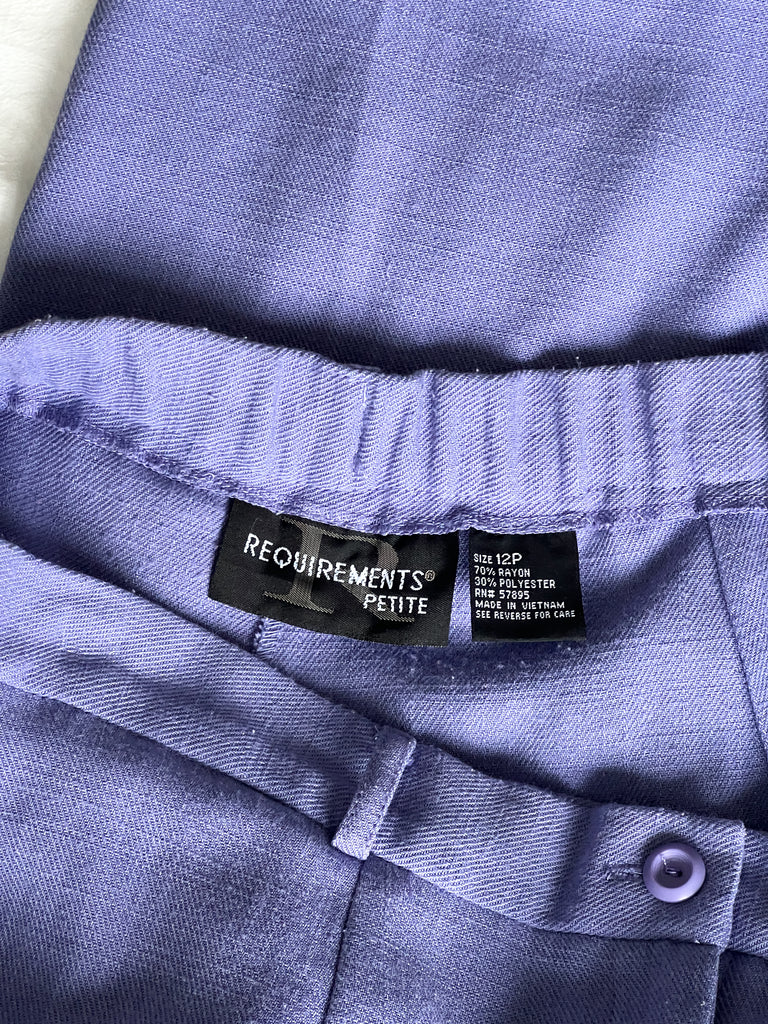 REQUIREMENTS®
PETITE
SIZE 12P
70% RAYON
30% POLYESTER
RN# 57895
MADE IN VIETNAM
SEE REVERSE FOR CARE